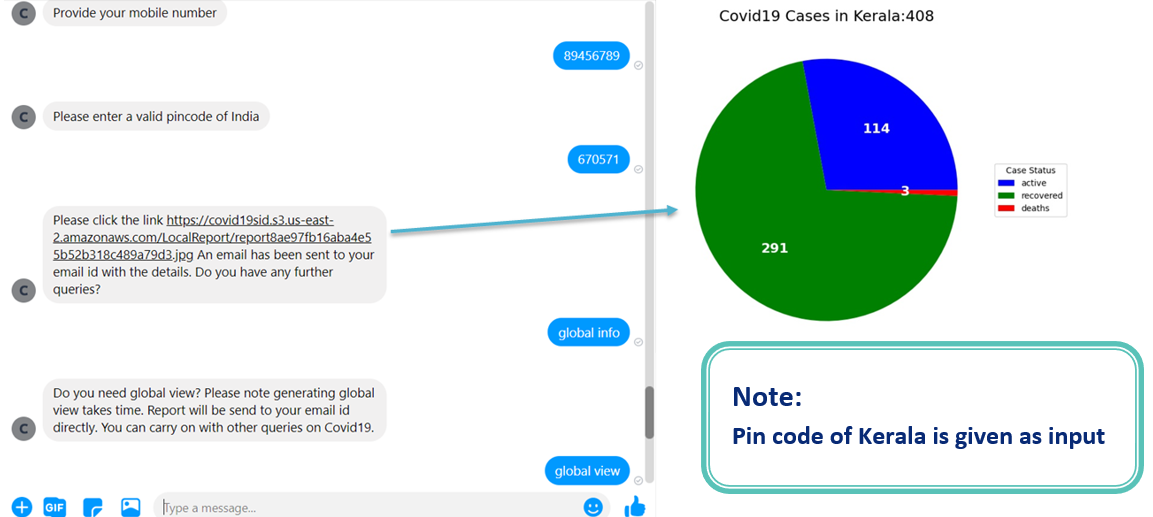 C
Provide your mobile number
89456789
C
Please enter a valid pincode of India
670571
Please click the link https://covid19sid.s3.us-east-
2.amazonaws.com/LocalReport/report8ae97fb16aba4e5
5b52b318c489a79d3.jpg An email has been sent to your
email id with the details. Do you have any further
queries?
C
global info
Do you need global view? Please note generating global
view takes time. Report will be send to your email id
directly. You can carry on with other queries on Covid19.
C
global view
GIF
Type a message...
Covid19 Cases in Kerala:408
114
3
291
Case Status
active
recovered
deaths
Note:
Pin code of Kerala is given as input